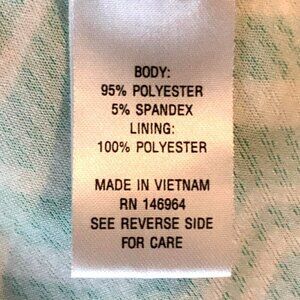 BODY:
95% POLYESTER
5% SPANDEX
LINING:
100% POLYESTER
MADE IN VIETNAM
RN 146964
SEE REVERSE SIDE
FOR CARE